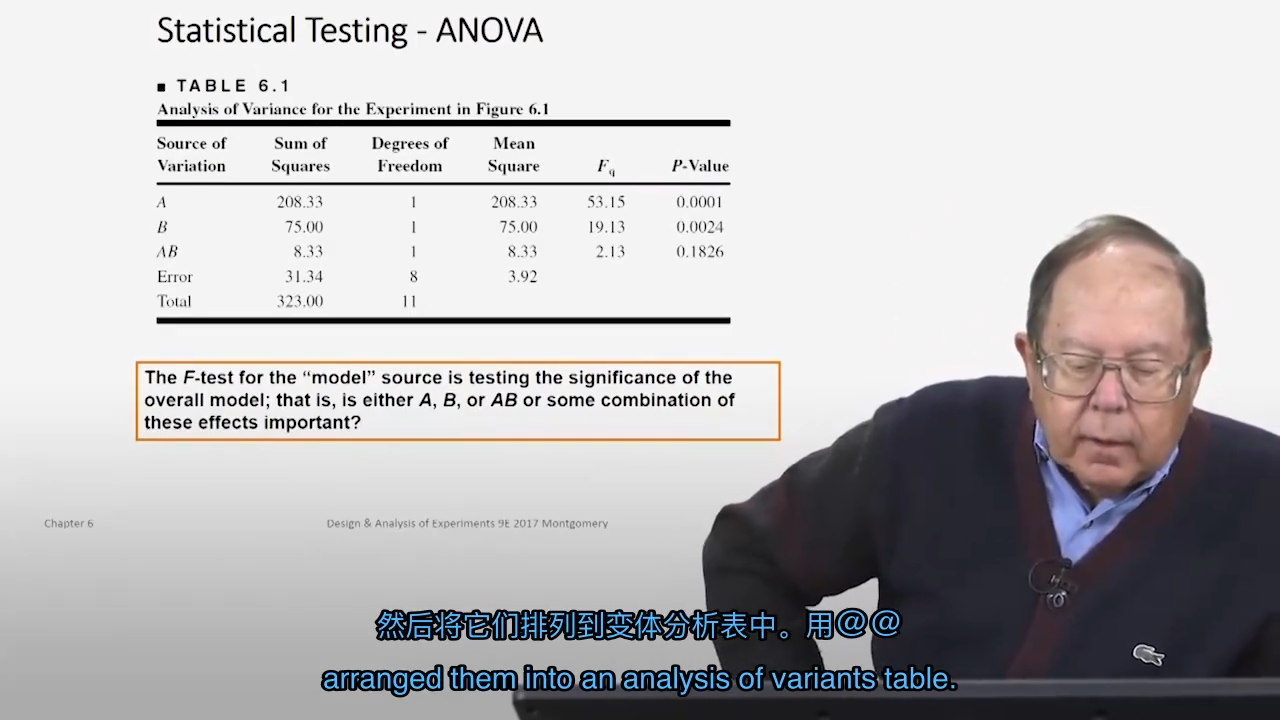 Statistical Testing - ANOVA
■ TABLE 6.1
Analysis of Variance for the Experiment in Figure 6.1
Source of Variation Sum of Squares Degrees of Freedom Mean Square F₀ P-Value
A 208.33 1 208.33 53.15 0.0001
B 75.00 1 75.00 19.13 0.0024
AB 8.33 1 8.33 2.13 0.1826
Error 31.34 8 3.92
Total 323.00 11
The F-test for the “model” source is testing the significance of the
overall model; that is, is either A, B, or AB or some combination of
these effects important?
Chapter 6 Design & Analysis of Experiments 9E 2017 Montgomery
然后将它们排列到变体分析表中。用@@
arranged them into an analysis of variants table.